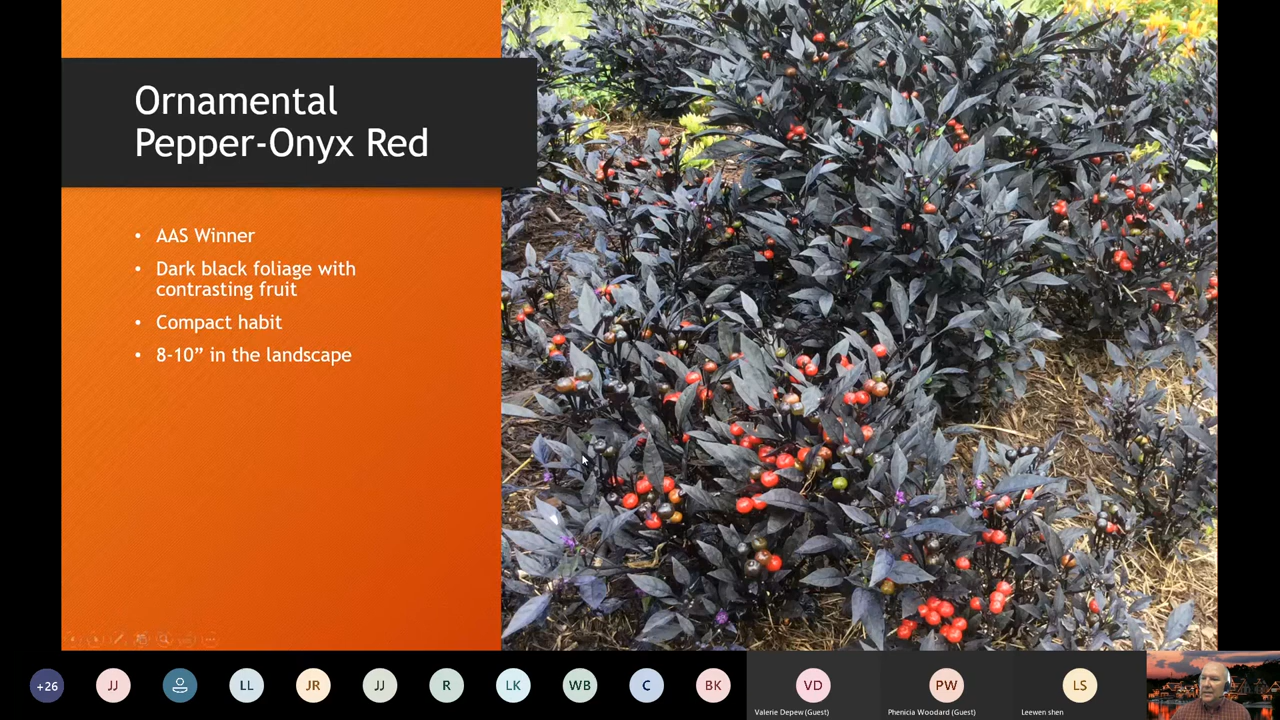 Ornamental
Pepper-Onyx Red
• AAS Winner
• Dark black foliage with
contrasting fruit
• Compact habit
• 8-10” in the landscape
+26
JJ
LL
JR
JJ
R
LK
WB
C
BK
VD
PW
LS
Valerie Depew (Guest)
Phenicia Woodard (Guest)
Leewen shen